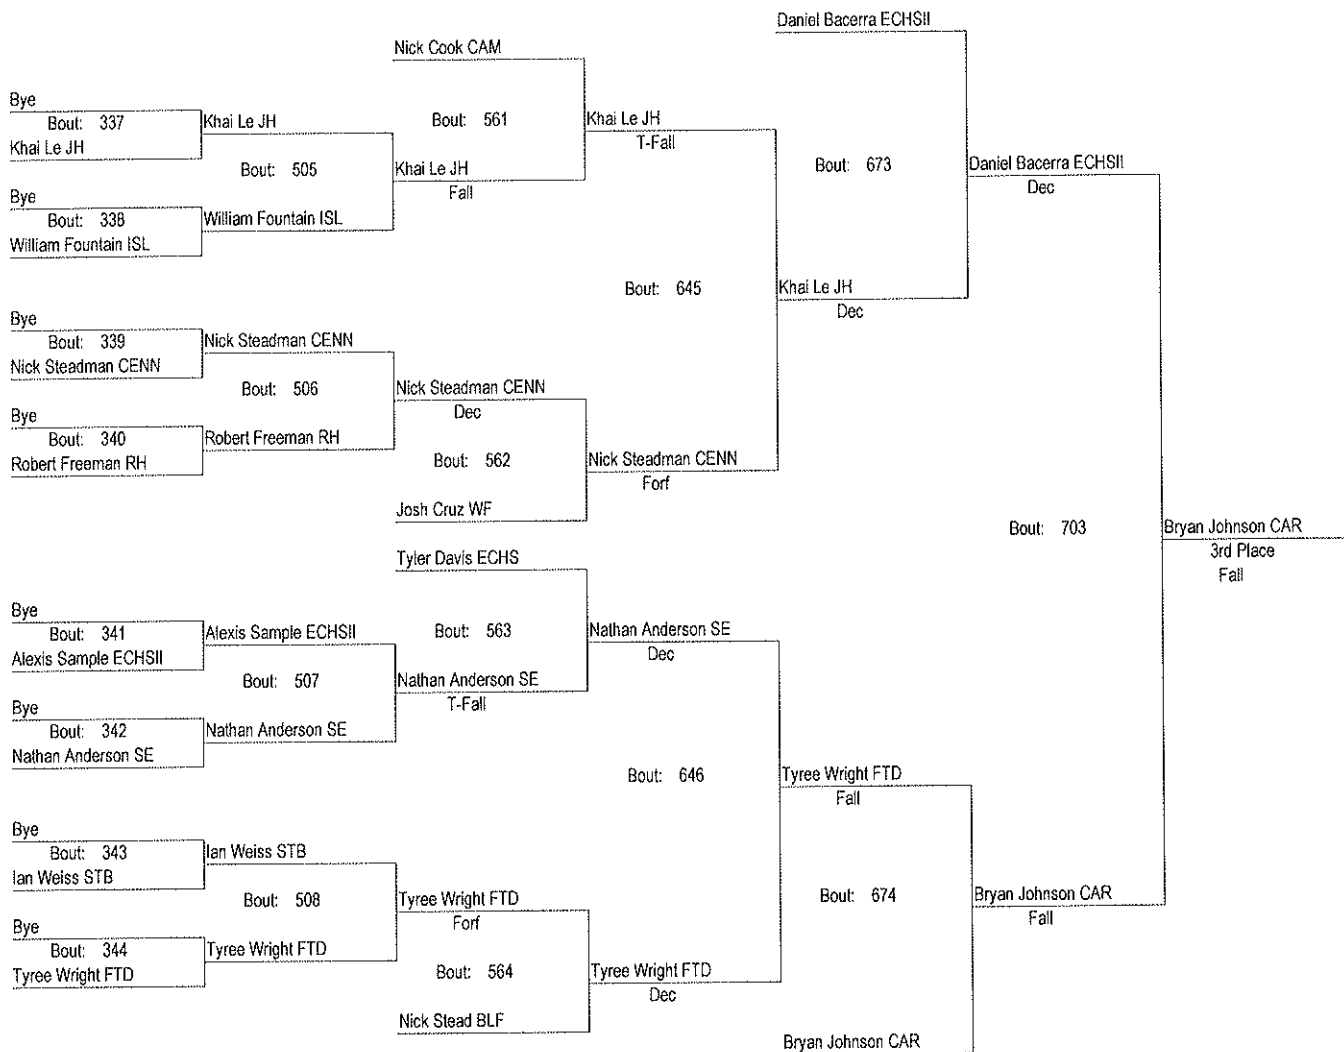 Daniel Bacerra ECHSII
Nick Cook CAM
Bye
Bout: 337
Khai Le JH
Bout: 561
Khai Le JH
T-Fall
Khai Le JH
Bout: 505
Khai Le JH
Fall
Bout: 673
Daniel Bacerra ECHSII
Dec
Bye
Bout: 338
William Fountain ISL
William Fountain ISL
Bout: 645
Khai Le JH
Dec
Bye
Bout: 339
Nick Steadman CENN
Nick Steadman CENN
Bout: 506
Nick Steadman CENN
Dec
Bye
Bout: 340
Robert Freeman RH
Robert Freeman RH
Bout: 562
Nick Steadman CENN
Forf
Josh Cruz WF
Bout: 703
Bryan Johnson CAR
3rd Place
Fall
Tyler Davis ECHS
Bye
Bout: 341
Alexis Sample ECHSII
Alexis Sample ECHSII
Bout: 563
Nathan Anderson SE
Dec
Bout: 507
Nathan Anderson SE
T-Fall
Bye
Bout: 342
Nathan Anderson SE
Nathan Anderson SE
Bout: 646
Tyree Wright FTD
Fall
Bye
Bout: 343
Ian Weiss STB
Ian Weiss STB
Bout: 508
Tyree Wright FTD
Forf
Bout: 674
Bryan Johnson CAR
Fall
Bye
Bout: 344
Tyree Wright FTD
Tyree Wright FTD
Bout: 564
Tyree Wright FTD
Dec
Nick Stead BLF
Bryan Johnson CAR